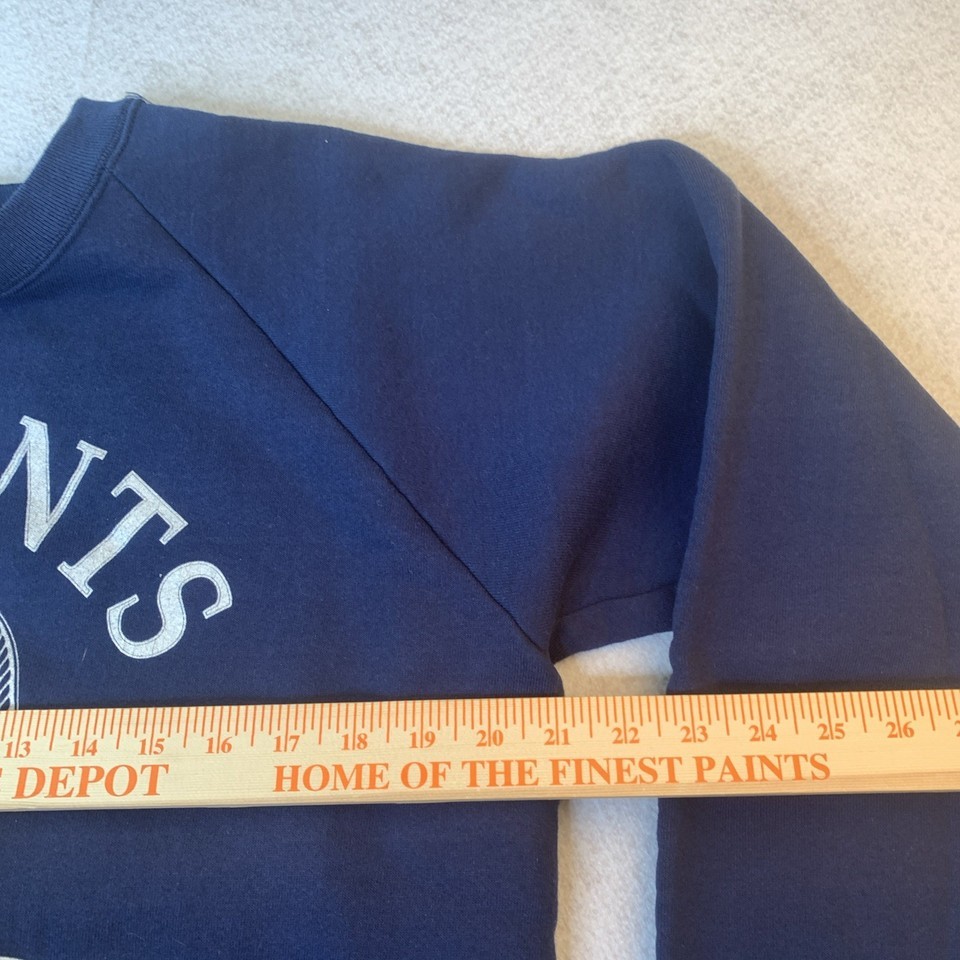 NTS
13 14 15 16 17 18 19 20 21 22 23 24 25 26 2
DEPOT HOME OF THE FINEST PAINTS